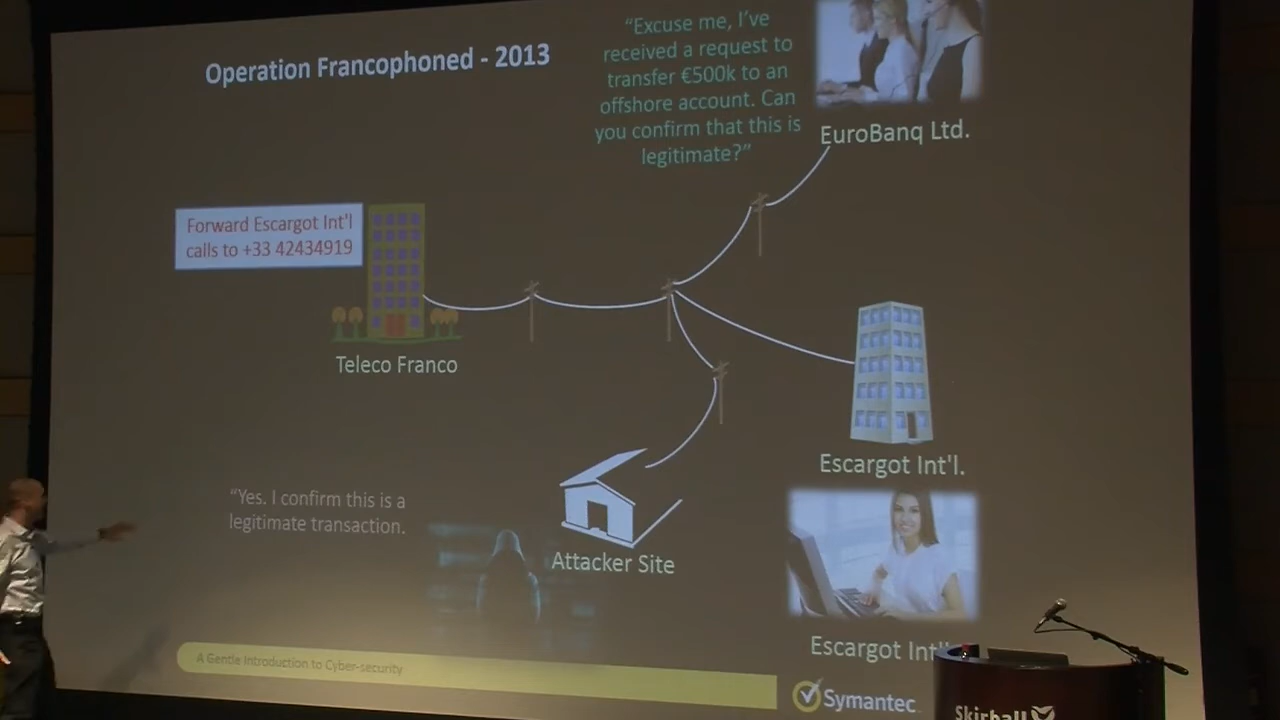 Operation Francophoned - 2013
“Excuse me, I’ve
received a request to
transfer €500k to an
offshore account. Can
you confirm that this is
legitimate?”
EuroBanq Ltd.
Forward Escargot Int'l
calls to +33 42434919
Teleco Franco
Escargot Int'l.
“Yes. I confirm this is a
legitimate transaction.
Attacker Site
Escargot Int'l
A Gentle Introduction to Cyber-security
Symantec
Skirball